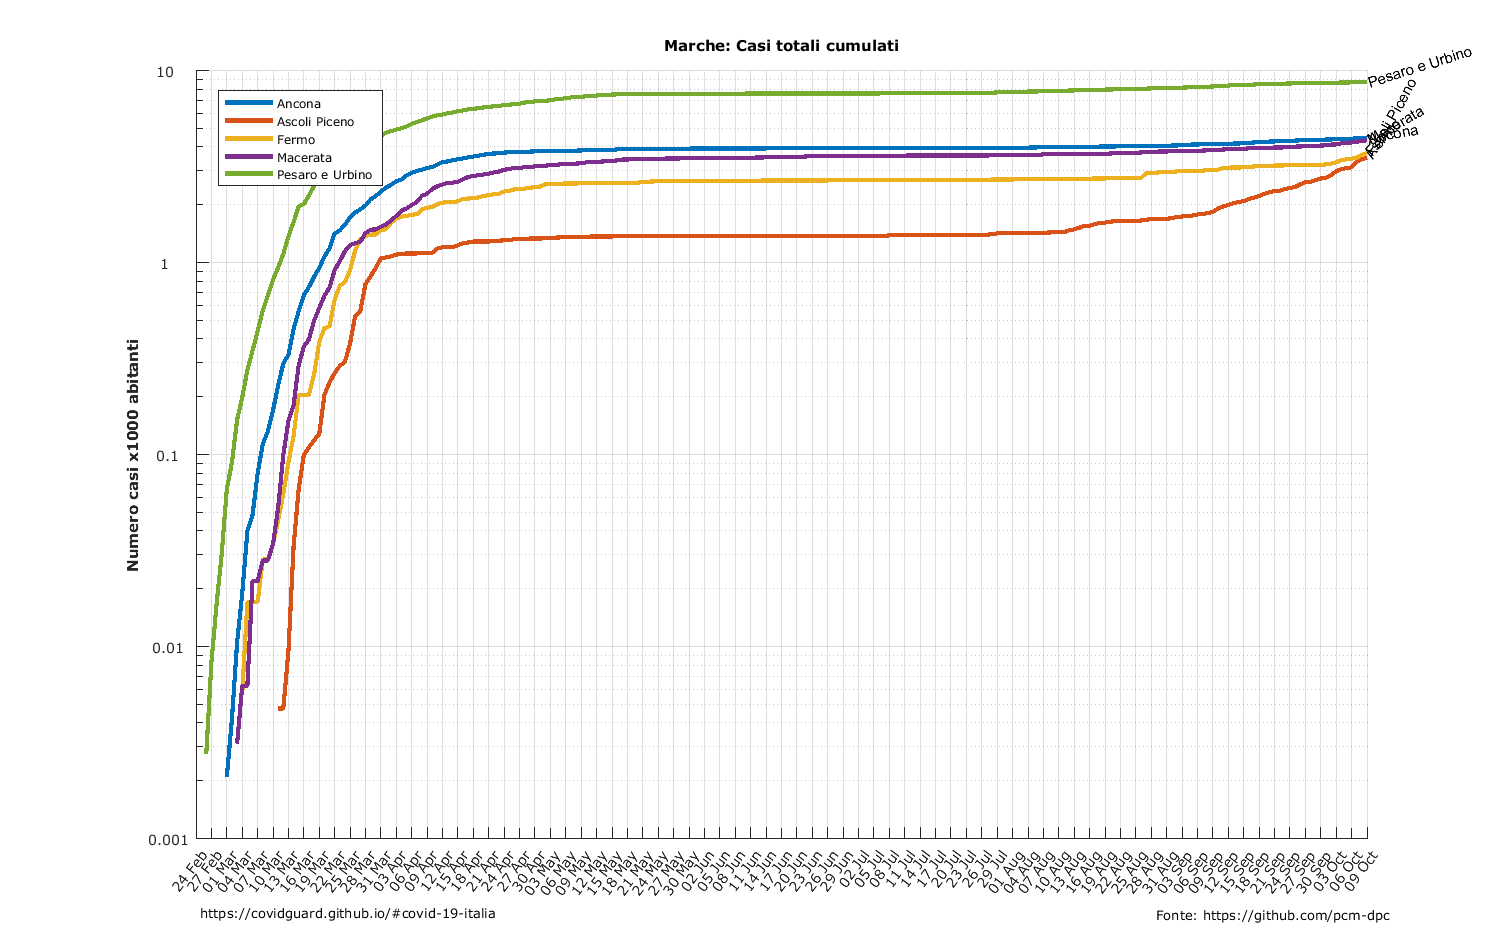 Marche: Casi totali cumulati
10
1
0.1
0.01
0.001
Numero casi x1000 abitanti
Ancona
Ascoli Piceno
Fermo
Macerata
Pesaro e Urbino
Pesaro e Urbino
Ascoli Piceno
Macerata
Ancona
24 Feb
27 Feb
01 Mar
04 Mar
07 Mar
10 Mar
13 Mar
16 Mar
19 Mar
22 Mar
25 Mar
28 Mar
31 Mar
03 Apr
06 Apr
09 Apr
12 Apr
15 Apr
18 Apr
21 Apr
24 Apr
27 Apr
30 Apr
03 May
06 May
09 May
12 May
15 May
18 May
21 May
24 May
27 May
30 May
02 Jun
05 Jun
08 Jun
11 Jun
14 Jun
17 Jun
20 Jun
23 Jun
26 Jun
29 Jun
02 Jul
05 Jul
08 Jul
11 Jul
14 Jul
17 Jul
20 Jul
23 Jul
26 Jul
29 Jul
01 Aug
04 Aug
07 Aug
10 Aug
13 Aug
16 Aug
19 Aug
22 Aug
25 Aug
28 Aug
31 Aug
03 Sep
06 Sep
09 Sep
12 Sep
15 Sep
18 Sep
21 Sep
24 Sep
27 Sep
30 Sep
03 Oct
06 Oct
09 Oct
https://covidguard.github.io/#covid-19-italia
Fonte: https://github.com/pcm-dpc